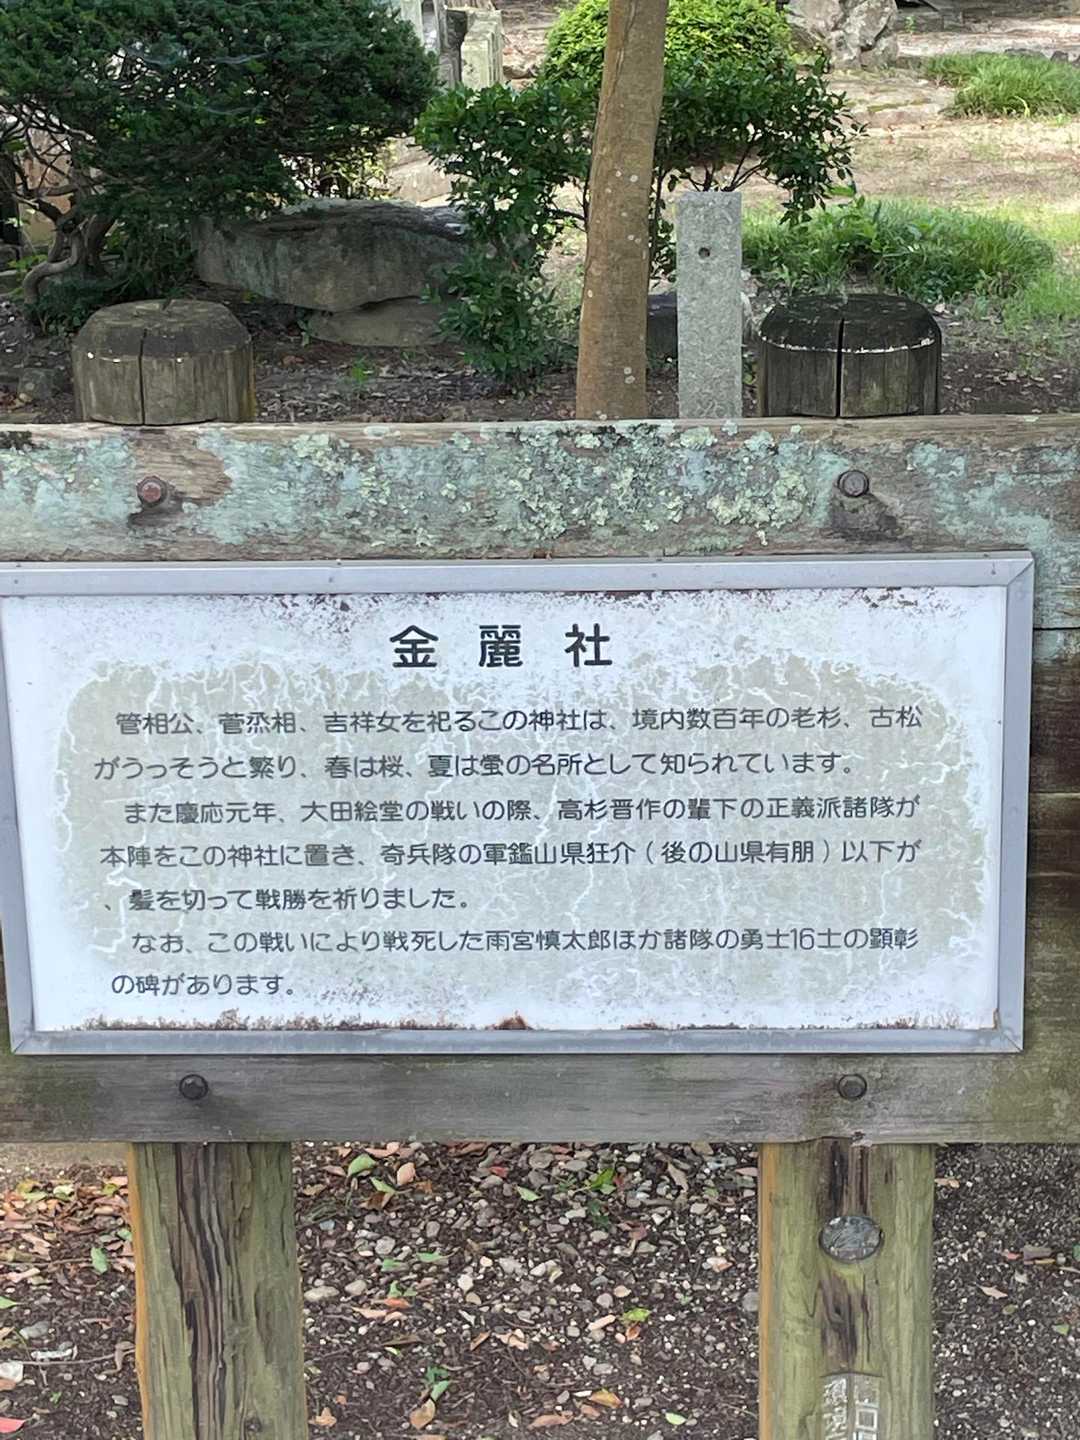 金麗社
管相公、菅烝相、吉祥女を祀るこの神社は、境内数百年の老杉、古松
がうっそうと繁り、春は桜、夏は蛍の名所として知られています。
また慶応元年、大田絵堂の戦いの際、高杉晋作の輩下の正義派諸隊が
本陣をこの神社に置き、奇兵隊の軍鑑山県狂介(後の山県有朋)以下が
、髪を切って戦勝を祈りました。
なお、この戦いにより戦死した雨宮慎太郎ほか諸隊の勇士16士の顕彰
の碑があります。